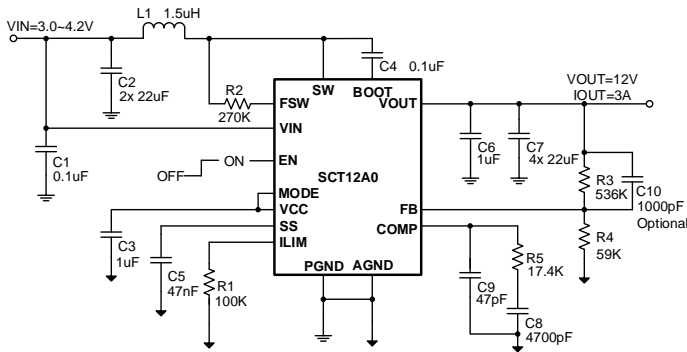 L1 1.5uH
VIN=3.0~4.2V
C2
2x 22uF
R2
270K
C4 0.1uF
SW
BOOT
VOUT
FSW
VIN
EN
MODE
VCC
SS
ILIM
SCT12A0
FB
COMP
PGND
AGND
VOUT=12V
IOUT=3A
C6
1uF
C7
4x 22uF
R3
536K
C10
1000pF
Optional
R4
59K
C1
0.1uF
OFF
ON
C3
1uF
C5
47nF
R1
100K
R5
17.4K
C9
47pF
C8
4700pF